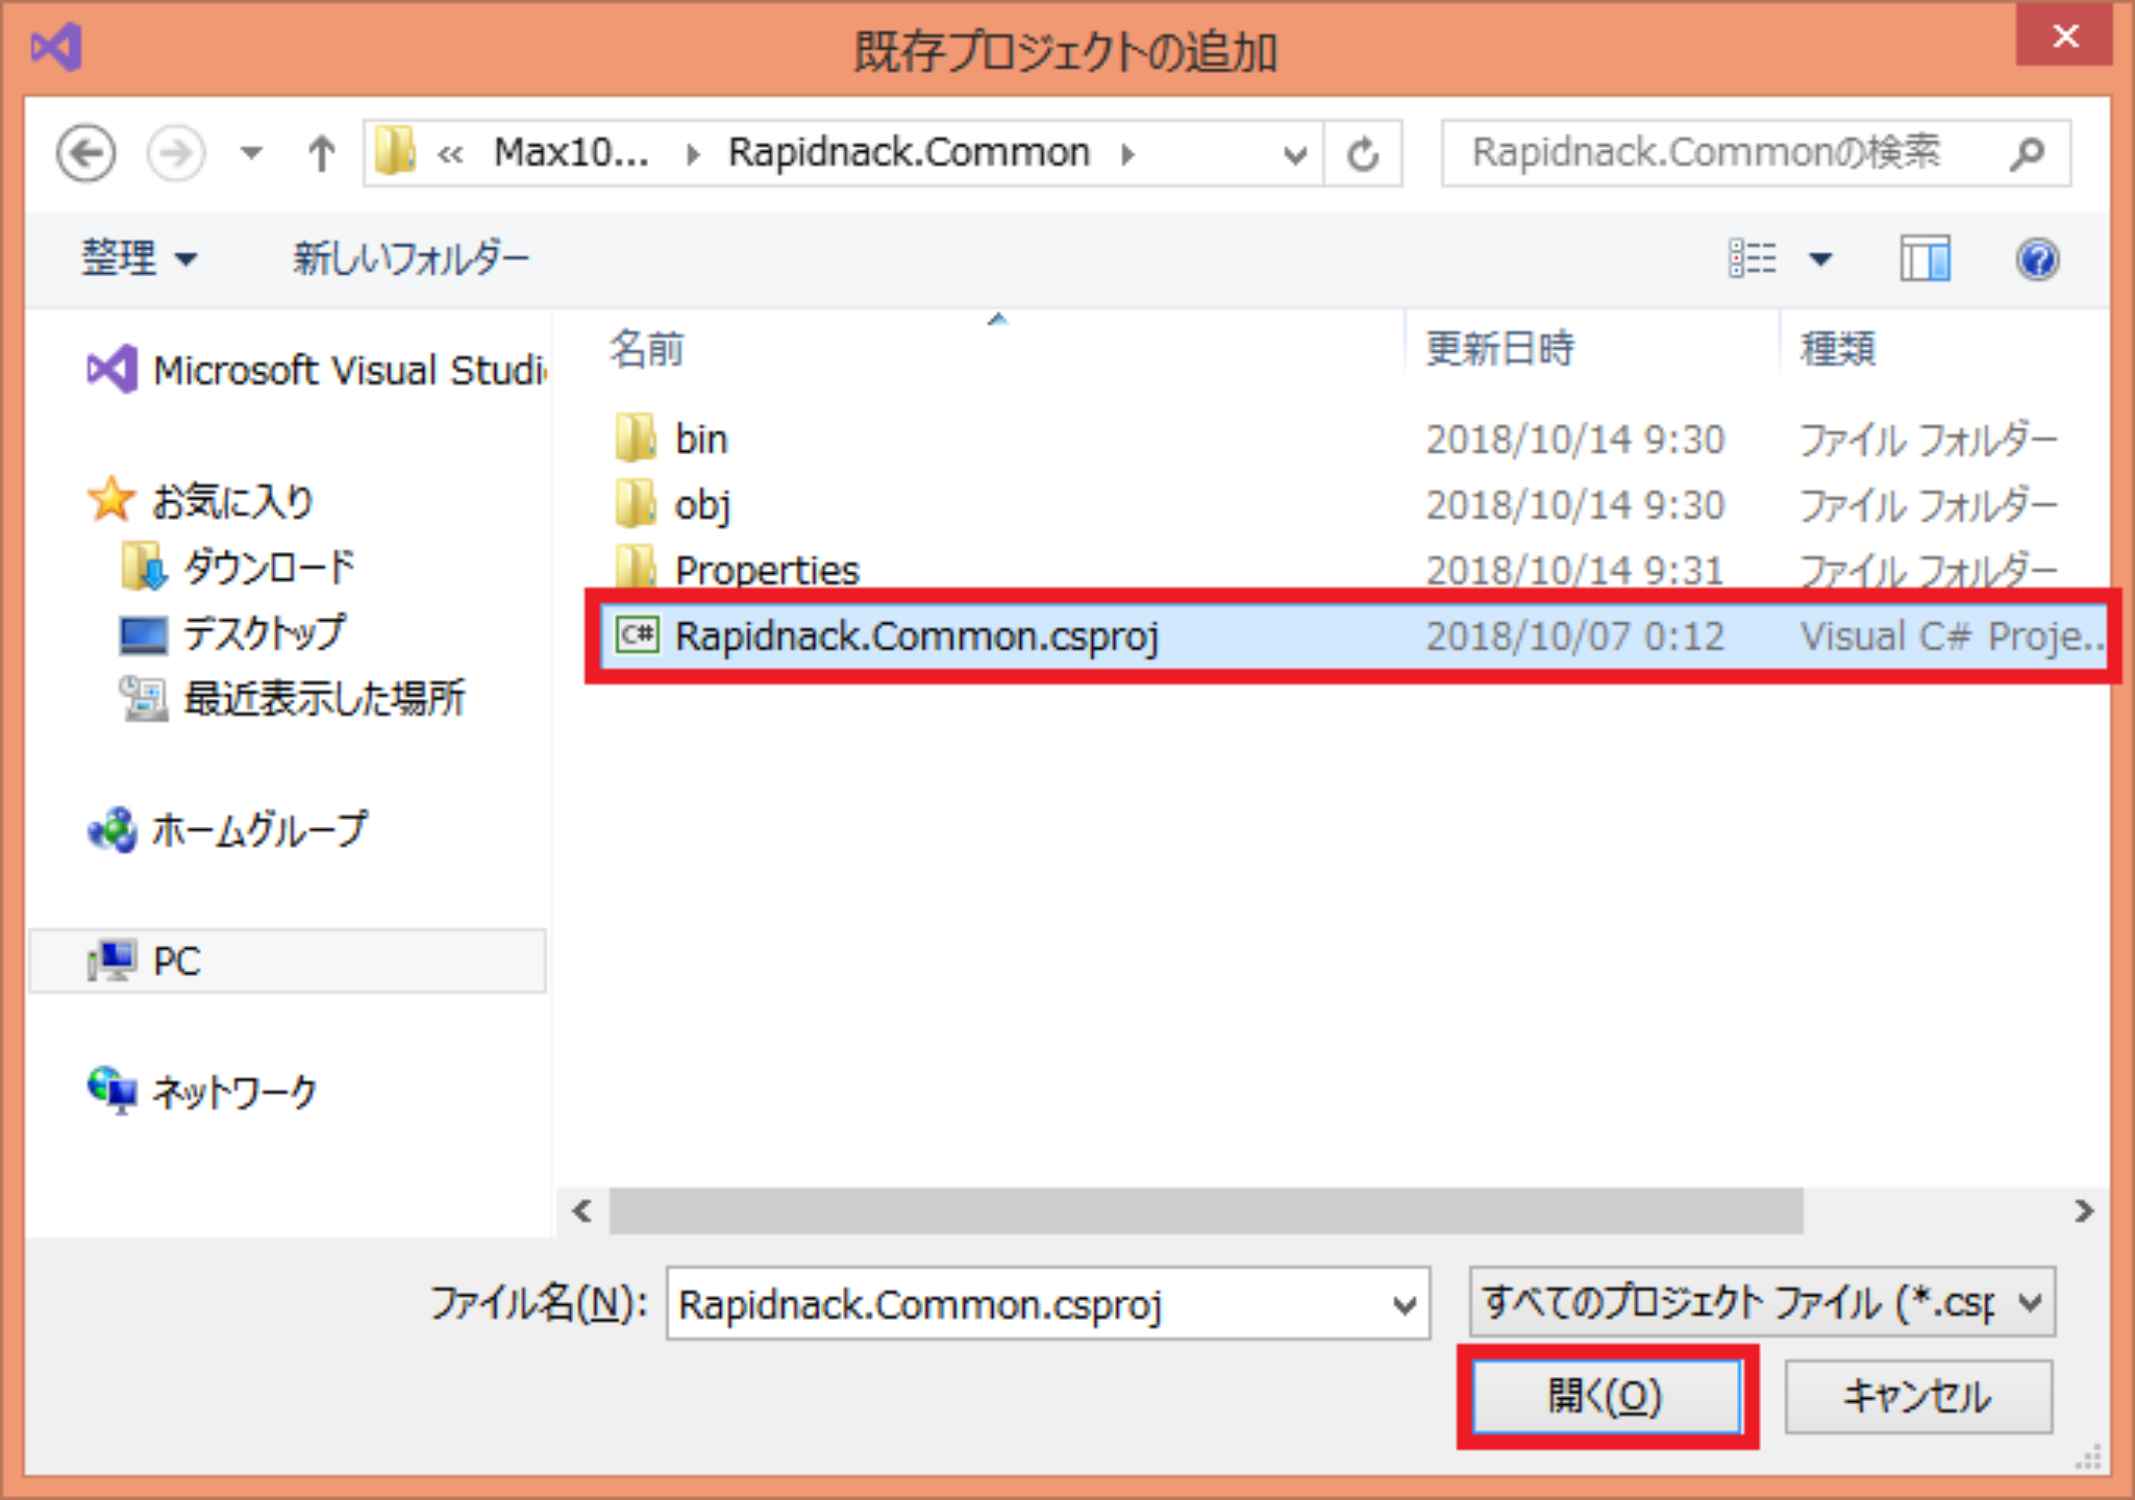 既存プロジェクトの追加
« Max10... Rapidnack.Common
Rapidnack.Commonの検索
整理 新しいフォルダー
Microsoft Visual Studi
お気に入り
ダウンロード
デスクトップ
最近表示した場所
ホームグループ
PC
ネットワーク
名前 更新日時 種類
bin 2018/10/14 9:30 ファイル フォルダー
obj 2018/10/14 9:30 ファイル フォルダー
Properties 2018/10/14 9:31 ファイル フォルダー
C# Rapidnack.Common.csproj 2018/10/07 0:12 Visual C# Proje...
ファイル名(N): Rapidnack.Common.csproj すべてのプロジェクト ファイル (*.csp
開く(O) キャンセル